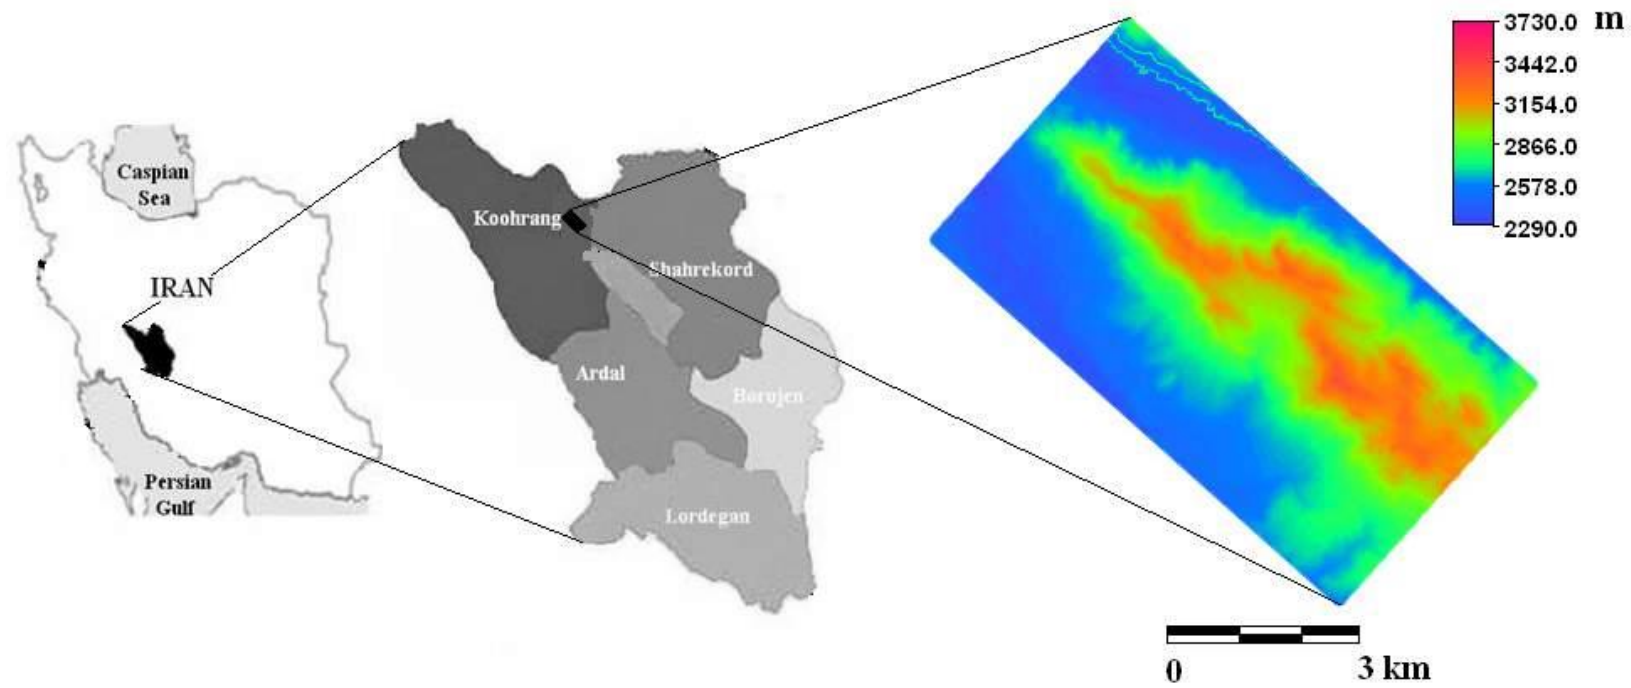 3730.0 m
3442.0
3154.0
2866.0
2578.0
2290.0
Caspian
Sea
IRAN
Persian
Gulf
Koohrang
Shahrekord
Ardal
Borujen
Lordegan
0 3 km